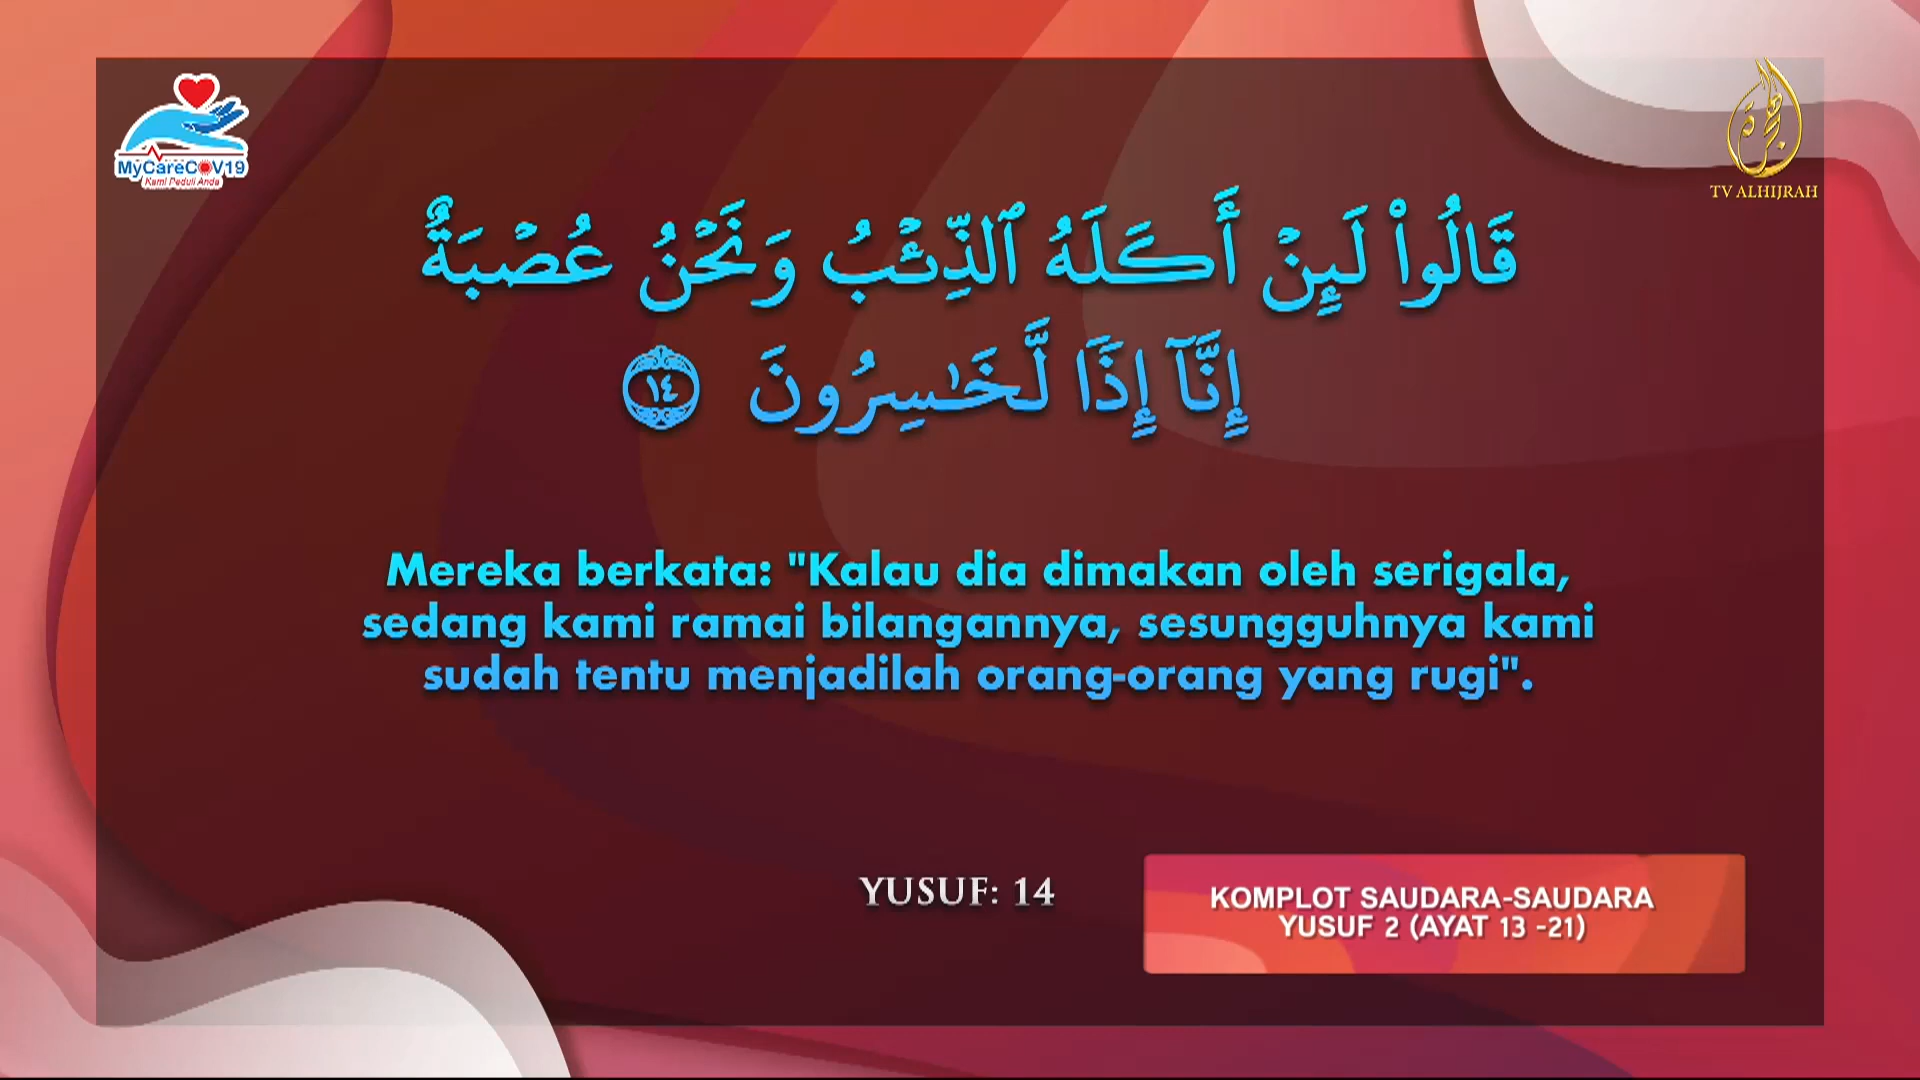 MyCareCOV19
Kami Peduli Anda
TV ALHIJRAH
قَالُوا۟ لَئِنْ أَكَلَهُ ٱلذِّئْبُ وَنَحْنُ عُصْبَةٌ
إِنَّآ إِذًا لَّخَـٰسِرُونَ ١٤
Mereka berkata: "Kalau dia dimakan oleh serigala,
sedang kami ramai bilangannya, sesungguhnya kami
sudah tentu menjadilah orang-orang yang rugi".
YUSUF: 14
KOMPLOT SAUDARA-SAUDARA
YUSUF 2 (AYAT 13 -21)